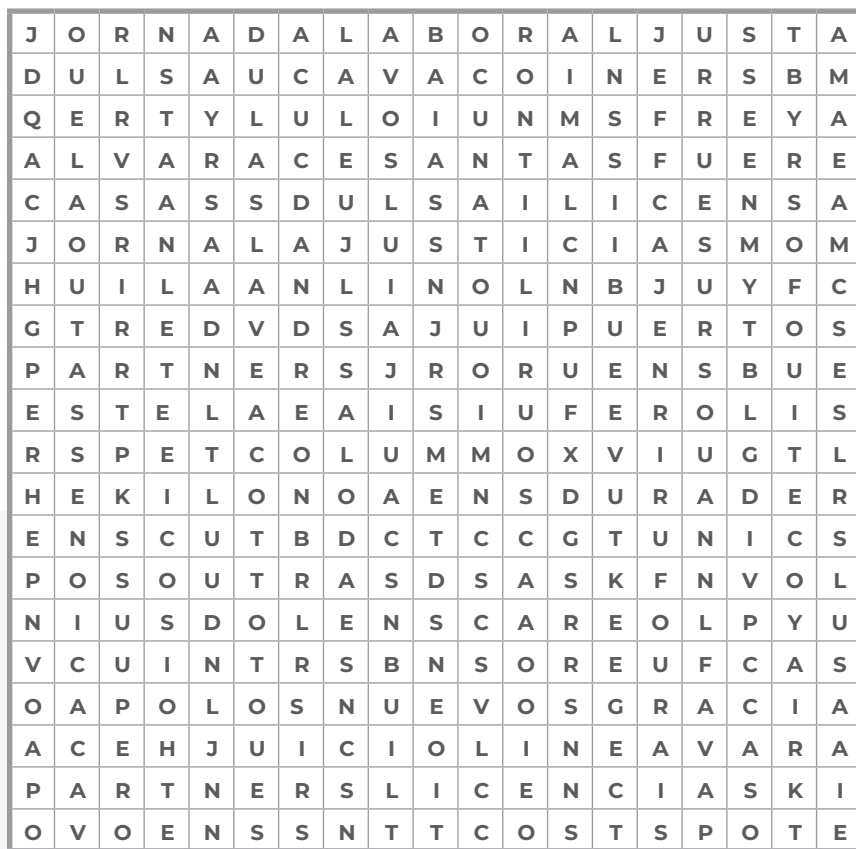 J O R N A D A L A B O R A L J U S T A
D U L S A U C A V A C O I N E R S B M
Q E R T Y L U L O I U N M S F R E Y A
A L V A R A C E S A N T A S F U E R E
C A S A S S D U L S A I L I C E N S A
J O R N A L A J U S T I C I A S M O M
H U I L A A N L I N O L N B J U Y F C
G T R E D V D S A J U I P U E R T O S
P A R T N E R S J R O R U E N S B U E
E S T E L A E A I S I U F E R O L I S
R S P E T C O L U M M O X V I U G T L
H E K I L O N O A E N S D U R A D E R
E N S C U T B D C T C C G T U N I C S
P O S O U T R A S D S A S K F N V O L
N I U S D O L E N S C A R E O L P Y U
V C U I N T R S B N S O R E U F C A S
O A P O L O S N U E V O S G R A C I A
A C E H J U I C I O L I N E A V A R A
P A R T N E R S L I C E N C I A S K I
O V O E N S S N T T C O S T S P O T E